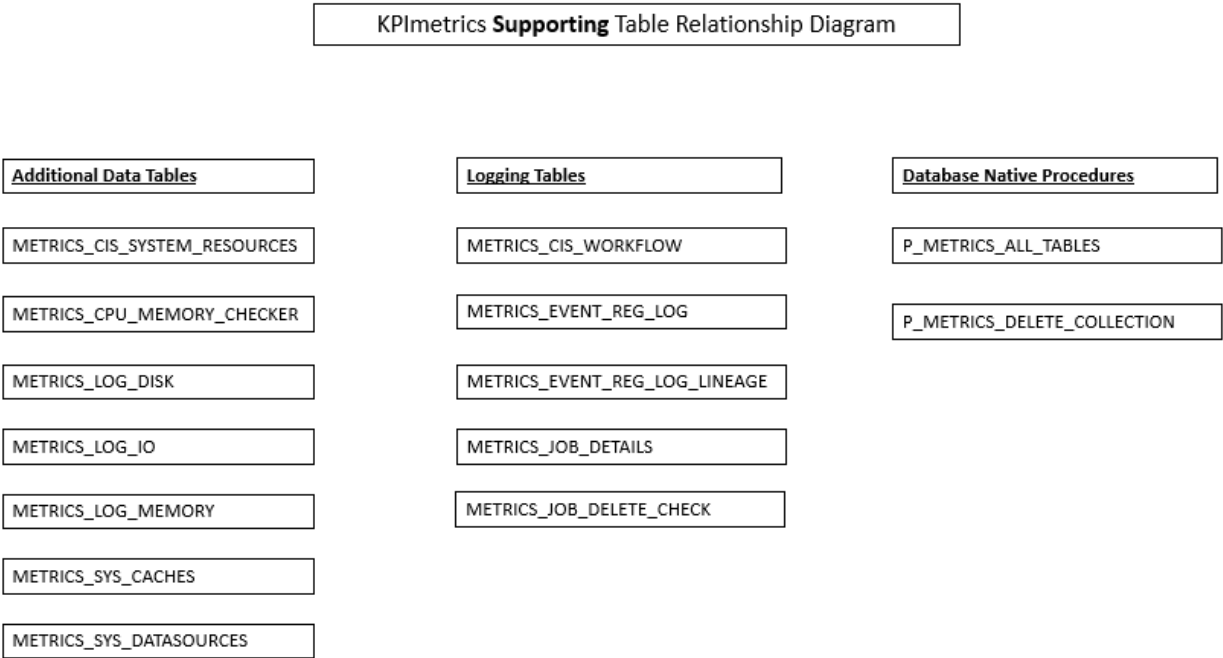 KPImetrics Supporting Table Relationship Diagram
Additional Data Tables
METRICS_CIS_SYSTEM_RESOURCES
METRICS_CPU_MEMORY_CHECKER
METRICS_LOG_DISK
METRICS_LOG_IO
METRICS_LOG_MEMORY
METRICS_SYS_CACHES
METRICS_SYS_DATASOURCES
Logging Tables
METRICS_CIS_WORKFLOW
METRICS_EVENT_REG_LOG
METRICS_EVENT_REG_LOG_LINEAGE
METRICS_JOB_DETAILS
METRICS_JOB_DELETE_CHECK
Database Native Procedures
P_METRICS_ALL_TABLES
P_METRICS_DELETE_COLLECTION